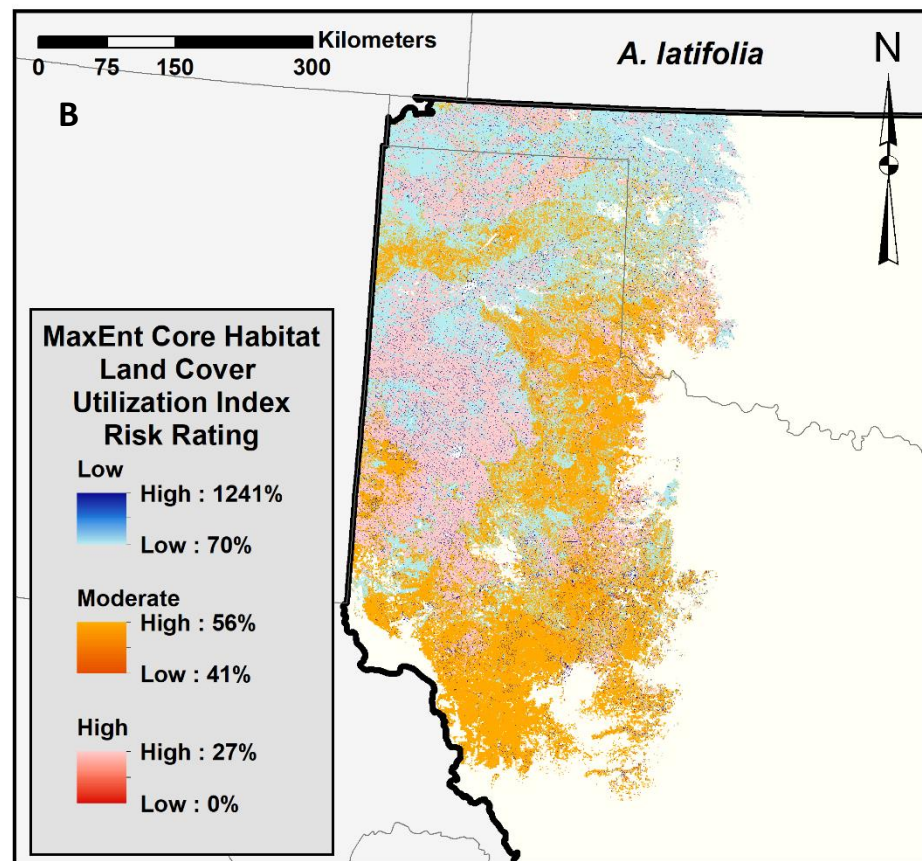 Kilometers
0 75 150 300
A. latifolia
N
B
MaxEnt Core Habitat
Land Cover
Utilization Index
Risk Rating
Low
High : 1241%
Low : 70%
Moderate
High : 56%
Low : 41%
High
High : 27%
Low : 0%